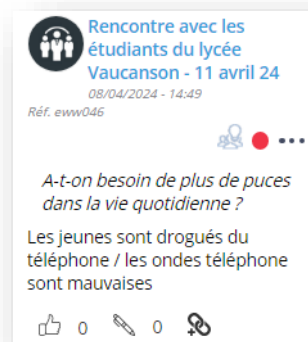 Rencontre avec les
étudiants du lycée
Vaucanson - 11 avril 24
08/04/2024 - 14:49
Réf. eww046
A-t-on besoin de plus de puces
dans la vie quotidienne ?
Les jeunes sont drogués du
téléphone / les ondes téléphone
sont mauvaises
0 0